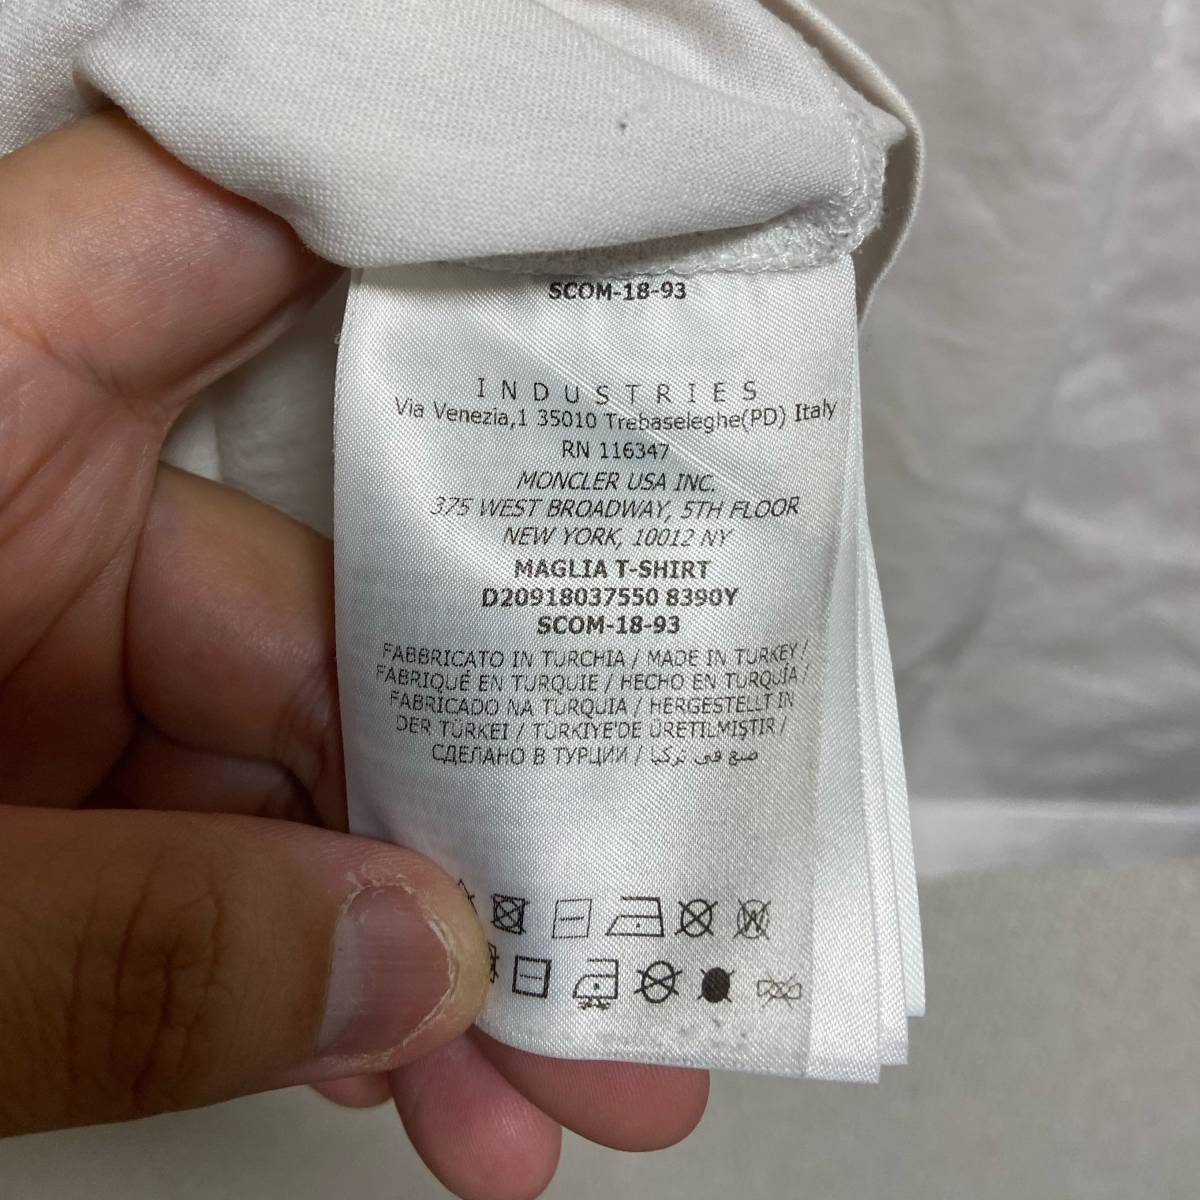 SCOM-18-93
INDUSTRIES
Via Venezia,1 35010 Trebaseleghe(PD) Italy
RN 116347
MONCLER USA INC.
375 WEST BROADWAY, 5TH FLOOR
NEW YORK, 10012 NY
MAGLIA T-SHIRT
D20918037550 8390Y
SCOM-18-93
FABBRICATO IN TURCHIA / MADE IN TURKEY /
FABRIQUÉ EN TURQUIE / HECHO EN TURQUÍA /
FABRICADO NA TURQUIA / HERGESTELLT IN
DER TÜRKEI / TÜRKİYE'DE ÜRETİLMİŞTİR /
СДЕЛАНО В ТУРЦИИ / صنع في تركيا
W